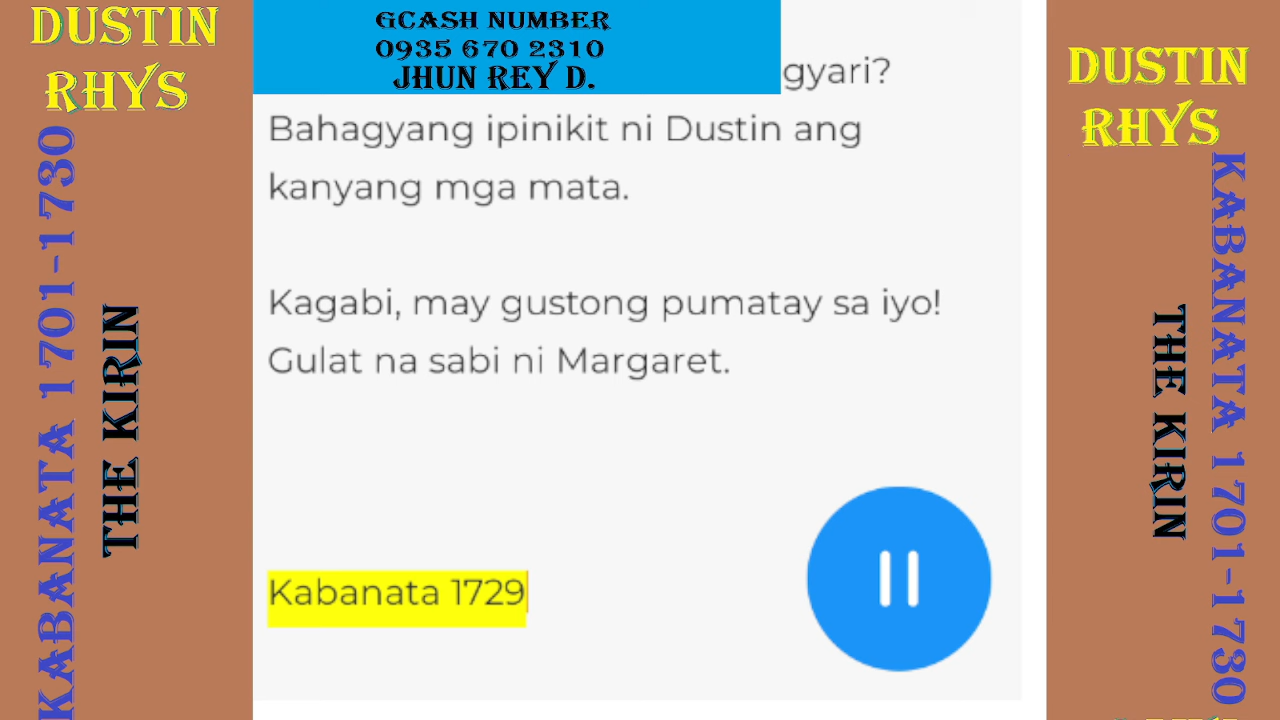 DUSTIN
RHYS
KABANATA 1701-1730
THE KIRIN
GCASH NUMBER
0935 670 2310
JHUN REY D.
gyari?
Bahagyang ipinikit ni Dustin ang
kanyang mga mata.
Kagabi, may gustong pumatay sa iyo!
Gulat na sabi ni Margaret.
Kabanata 1729
DUSTIN
RHYS
KABANATA 1701-1730
THE KIRIN